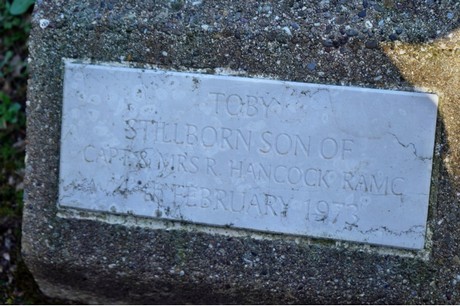 TOBY
STILLBORN SON OF
CAPT & MRS R. HANCOCK RAMC
FEBRUARY 1973